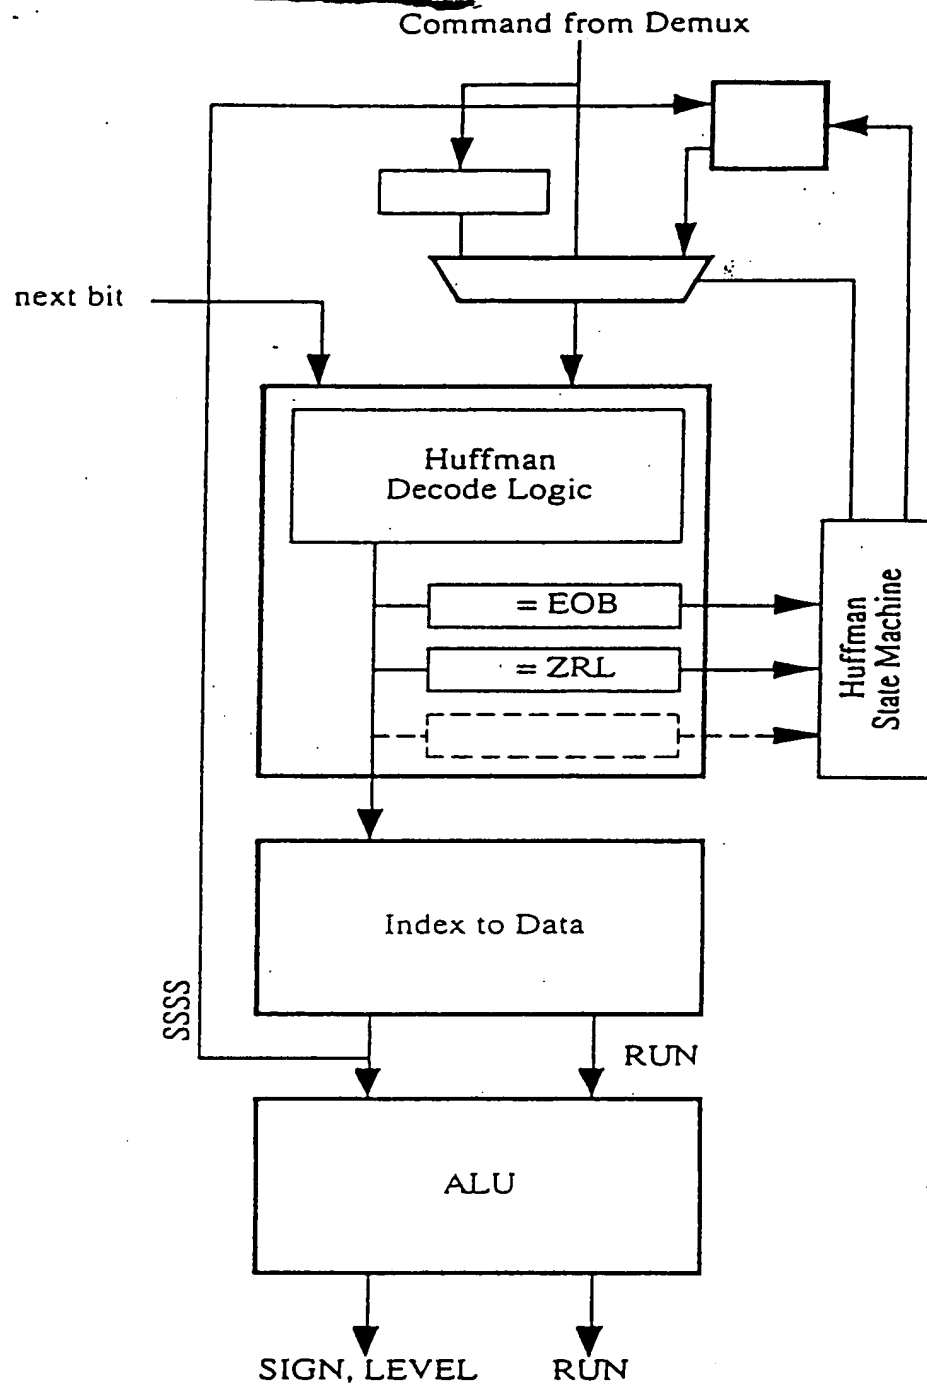 Command from Demux
next bit
Huffman
Decode Logic
= EOB
= ZRL
Huffman
State Machine
Index to Data
SSSS
RUN
ALU
SIGN, LEVEL
RUN